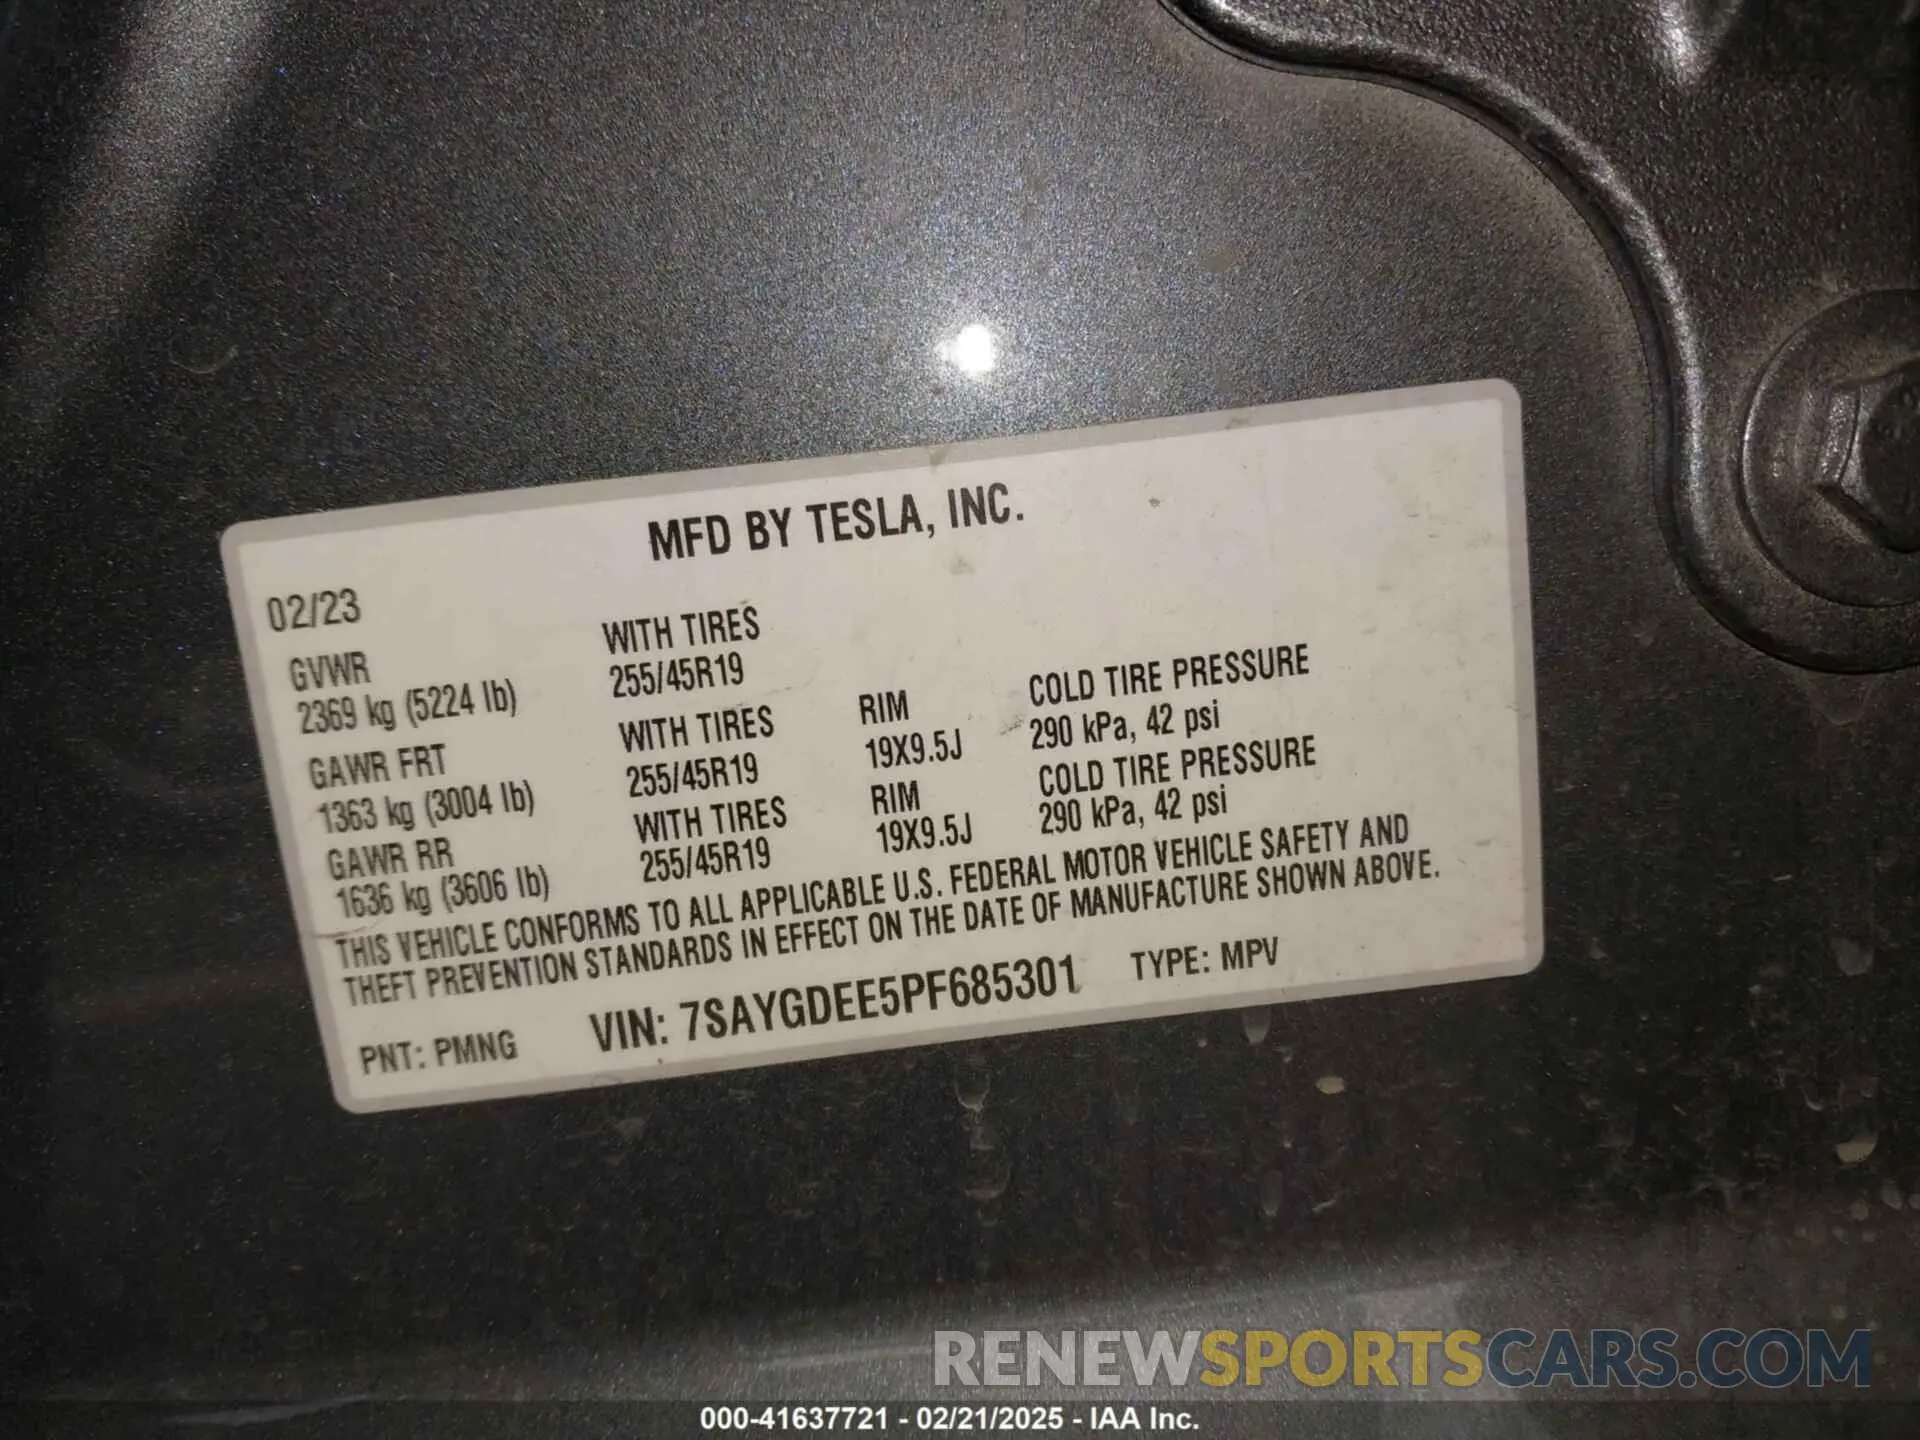 MFD BY TESLA, INC.
02/23
GVWR WITH TIRES
2369 kg (5224 lb) 255/45R19
GAWR FRT WITH TIRES RIM COLD TIRE PRESSURE
1363 kg (3004 lb) 255/45R19 19X9.5J 290 kPa, 42 psi
GAWR RR WITH TIRES RIM COLD TIRE PRESSURE
1636 kg (3606 lb) 255/45R19 19X9.5J 290 kPa, 42 psi
THIS VEHICLE CONFORMS TO ALL APPLICABLE U.S. FEDERAL MOTOR VEHICLE SAFETY AND
THEFT PREVENTION STANDARDS IN EFFECT ON THE DATE OF MANUFACTURE SHOWN ABOVE.
PNT: PMNG VIN: 7SAYGDEE5PF685301 TYPE: MPV
RENEWSPORTSCARS.COM
000-41637721 - 02/21/2025 - IAA Inc.